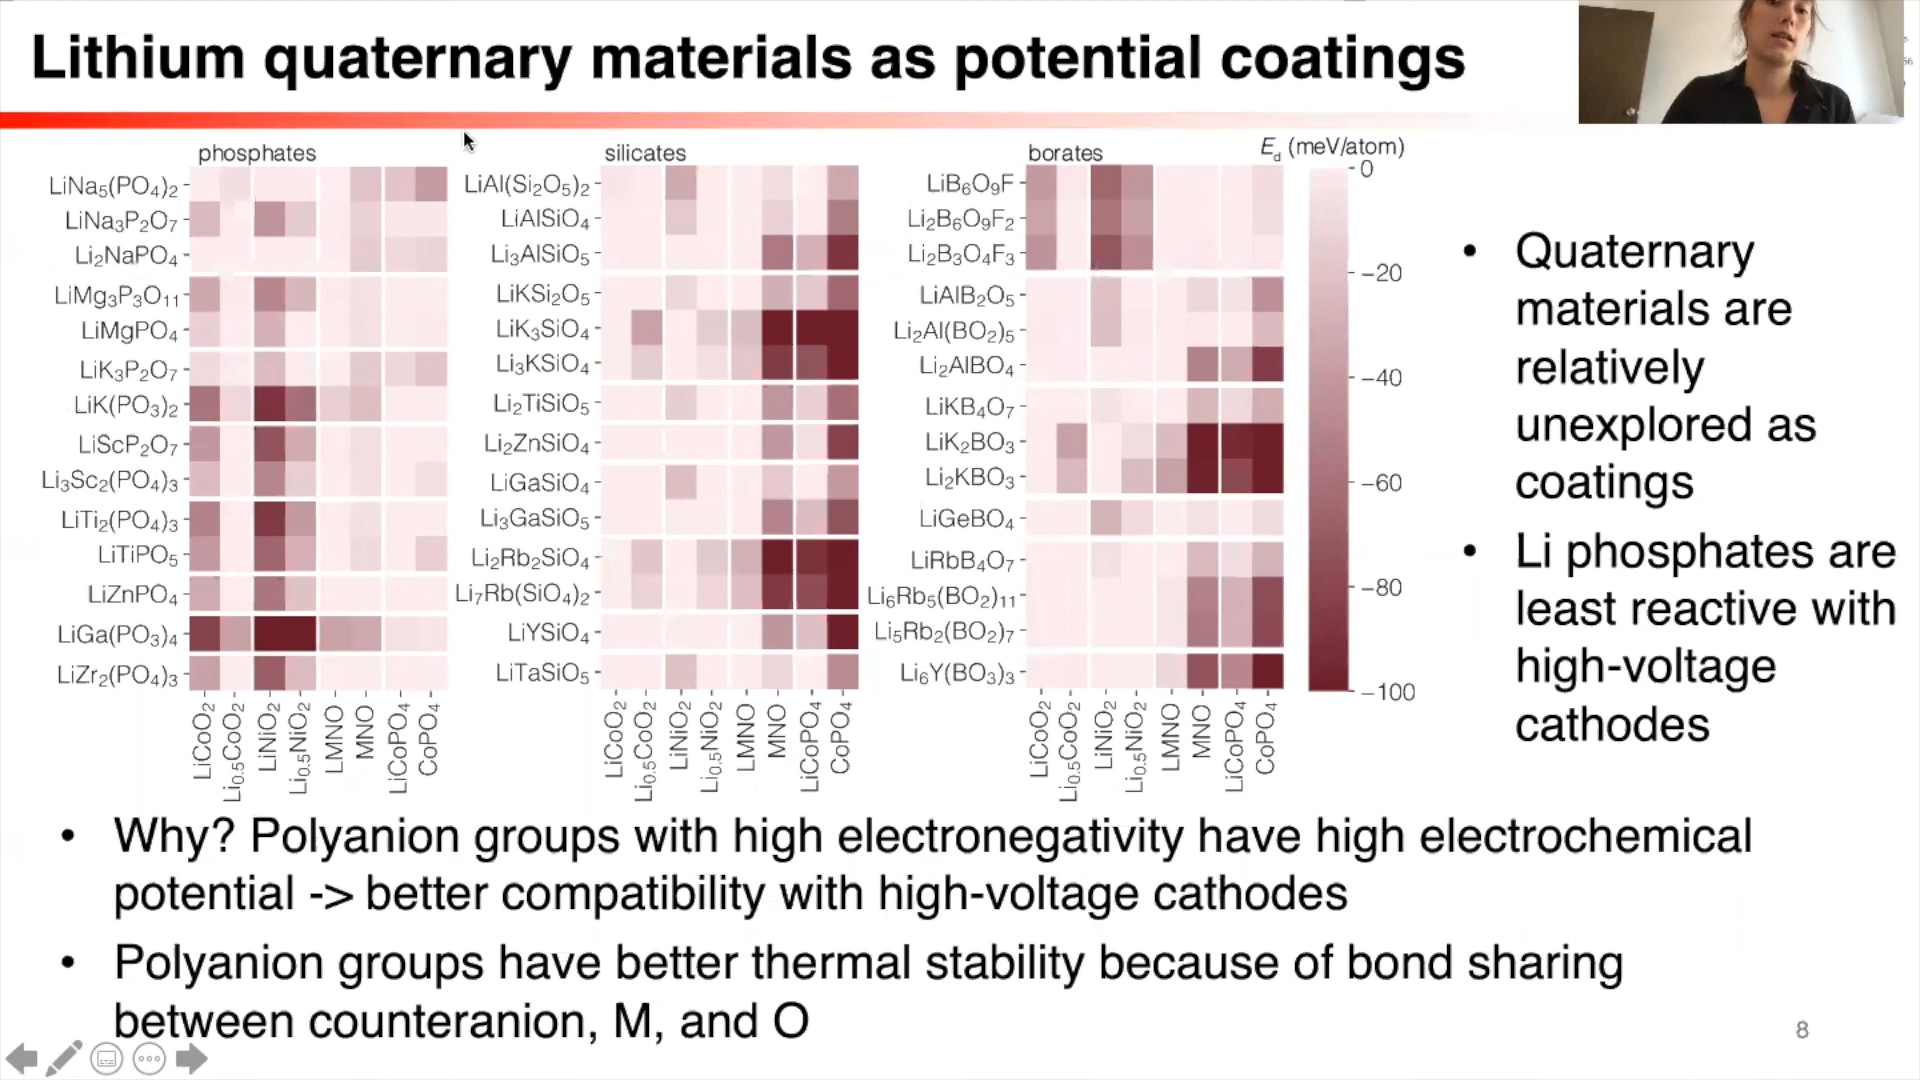 Lithium quaternary materials as potential coatings
phosphates
LiNa₅(PO₄)₂
LiNa₃P₂O₇
Li₂NaPO₄
LiMg₃P₃O₁₁
LiMgPO₄
LiK₃P₂O₇
LiK(PO₃)₂
LiScP₂O₇
Li₃Sc₂(PO₄)₃
LiTi₂(PO₄)₃
LiTiPO₅
LiZnPO₄
LiGa(PO₃)₄
LiZr₂(PO₄)₃
LiCoO₂
Li₀.₅CoO₂
LiNiO₂
Li₀.₅NiO₂
LMNO
MNO
LiCoPO₄
CoPO₄
silicates
LiAl(Si₂O₅)₂
LiAlSiO₄
Li₃AlSiO₅
LiKSi₂O₅
LiK₃SiO₄
Li₃KSiO₄
Li₂TiSiO₅
Li₂ZnSiO₄
LiGaSiO₄
Li₃GaSiO₅
Li₂Rb₂SiO₄
Li₇Rb(SiO₄)₂
LiYSiO₄
LiTaSiO₅
LiCoO₂
Li₀.₅CoO₂
LiNiO₂
Li₀.₅NiO₂
LMNO
MNO
LiCoPO₄
CoPO₄
borates
LiB₆O₉F
Li₂B₆O₉F₂
Li₂B₃O₄F₃
LiAlB₂O₅
Li₂Al(BO₂)₅
Li₂AlBO₄
LiKB₄O₇
LiK₂BO₃
Li₂KBO₃
LiGeBO₄
LiRbB₄O₇
Li₆Rb₅(BO₂)₁₁
Li₅Rb₂(BO₂)₇
Li₆Y(BO₃)₃
LiCoO₂
Li₀.₅CoO₂
LiNiO₂
Li₀.₅NiO₂
LMNO
MNO
LiCoPO₄
CoPO₄
E_d (meV/atom)
0
−20
−40
−60
−80
−100
• Quaternary
materials are
relatively
unexplored as
coatings
• Li phosphates are
least reactive with
high-voltage
cathodes
• Why? Polyanion groups with high electronegativity have high electrochemical
potential -> better compatibility with high-voltage cathodes
• Polyanion groups have better thermal stability because of bond sharing
between counteranion, M, and O
8